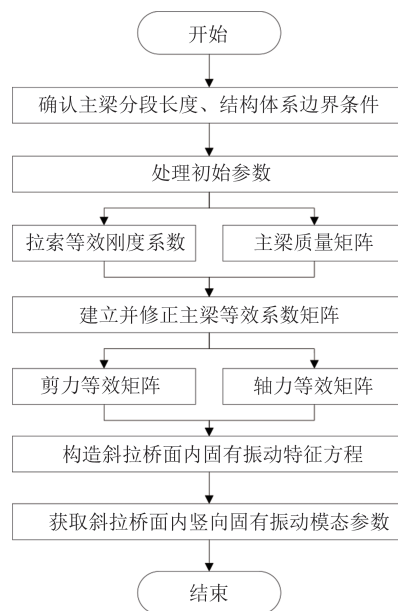 开始
确认主梁分段长度、结构体系边界条件
处理初始参数
拉索等效刚度系数
主梁质量矩阵
建立并修正主梁等效系数矩阵
剪力等效矩阵
轴力等效矩阵
构造斜拉桥面内固有振动特征方程
获取斜拉桥面内竖向固有振动模态参数
结束